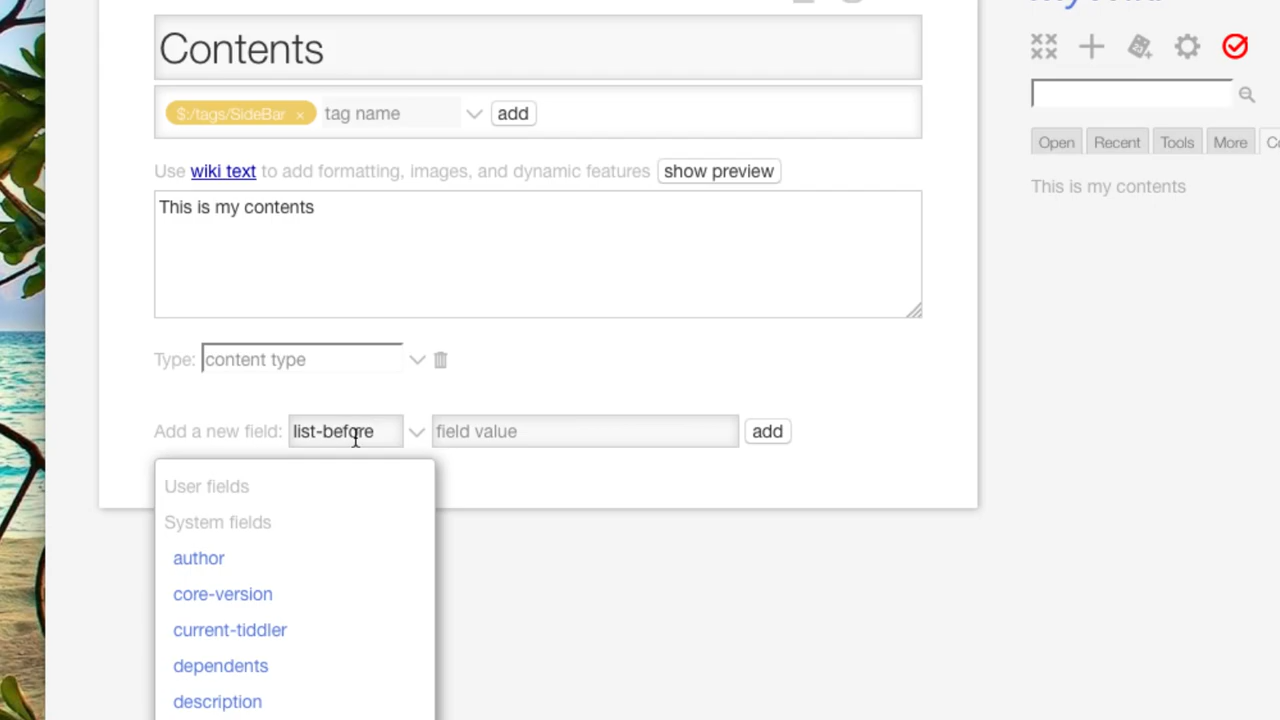 Contents
$:/tags/SideBar × tag name add
Use wiki text to add formatting, images, and dynamic features show preview
This is my contents
Type: content type
Add a new field: list-before field value add
User fields
System fields
author
core-version
current-tiddler
dependents
description
Open Recent Tools More
This is my contents